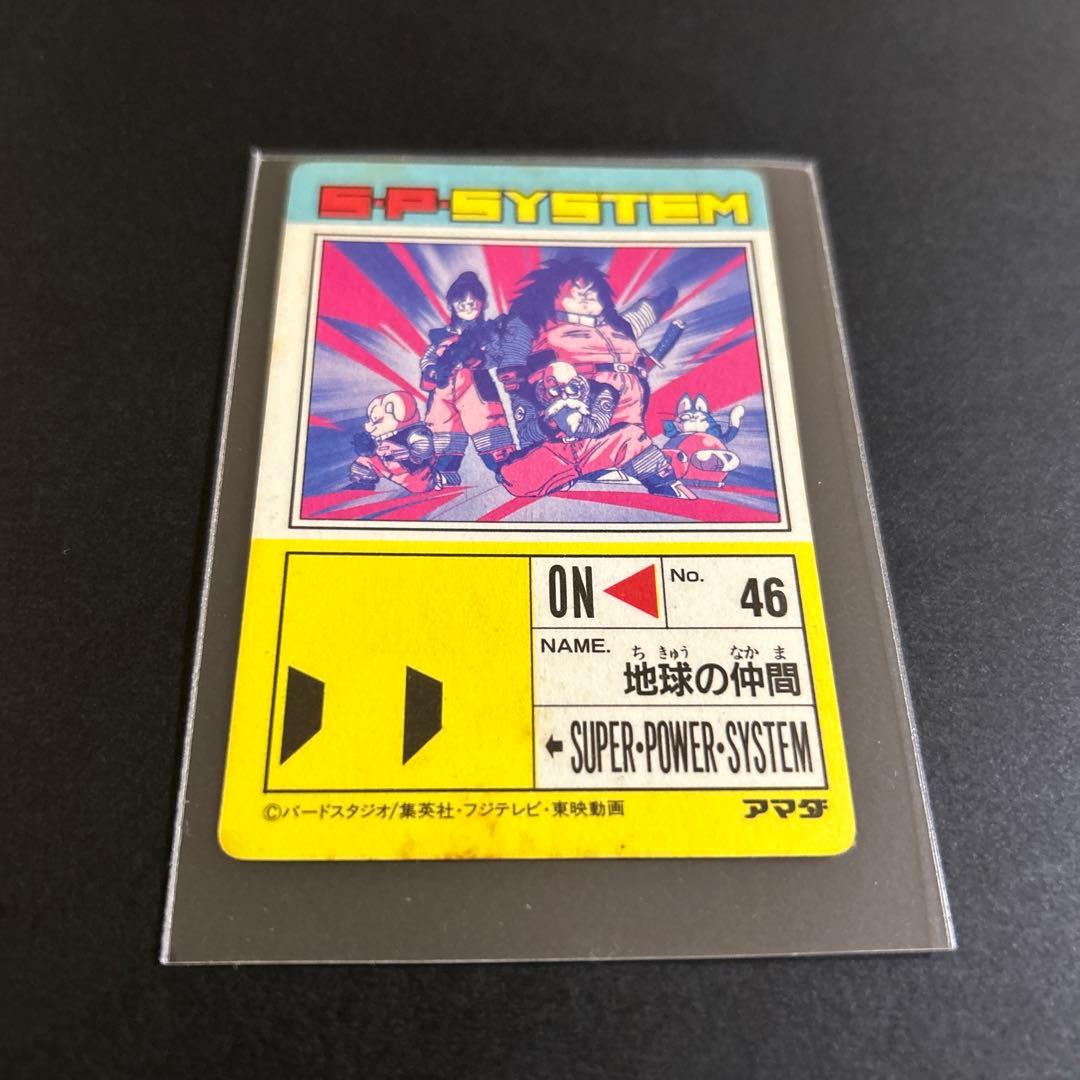 S・P・SYSTEM
ON
No. 46
NAME.
ち きゅう なか ま
地球の仲間
SUPER・POWER・SYSTEM
©バードスタジオ/集英社・フジテレビ・東映動画
アマダ